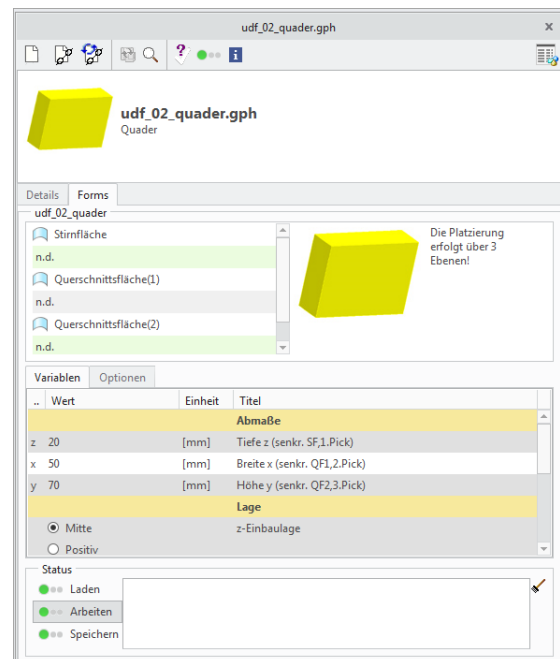 udf_02_quader.gph x
?
i
udf_02_quader.gph
Quader
Details Forms
udf_02_quader
Stirnfläche
n.d.
Querschnittsfläche(1)
n.d.
Querschnittsfläche(2)
n.d.
Die Platzierung
erfolgt über 3
Ebenen!
Variablen Optionen
.. Wert Einheit Titel
Abmaße
z 20 [mm] Tiefe z (senkr. SF,1.Pick)
x 50 [mm] Breite x (senkr. QF1,2.Pick)
y 70 [mm] Höhe y (senkr. QF2,3.Pick)
Lage
Mitte z-Einbaulage
Positiv
Status
Laden
Arbeiten
Speichern